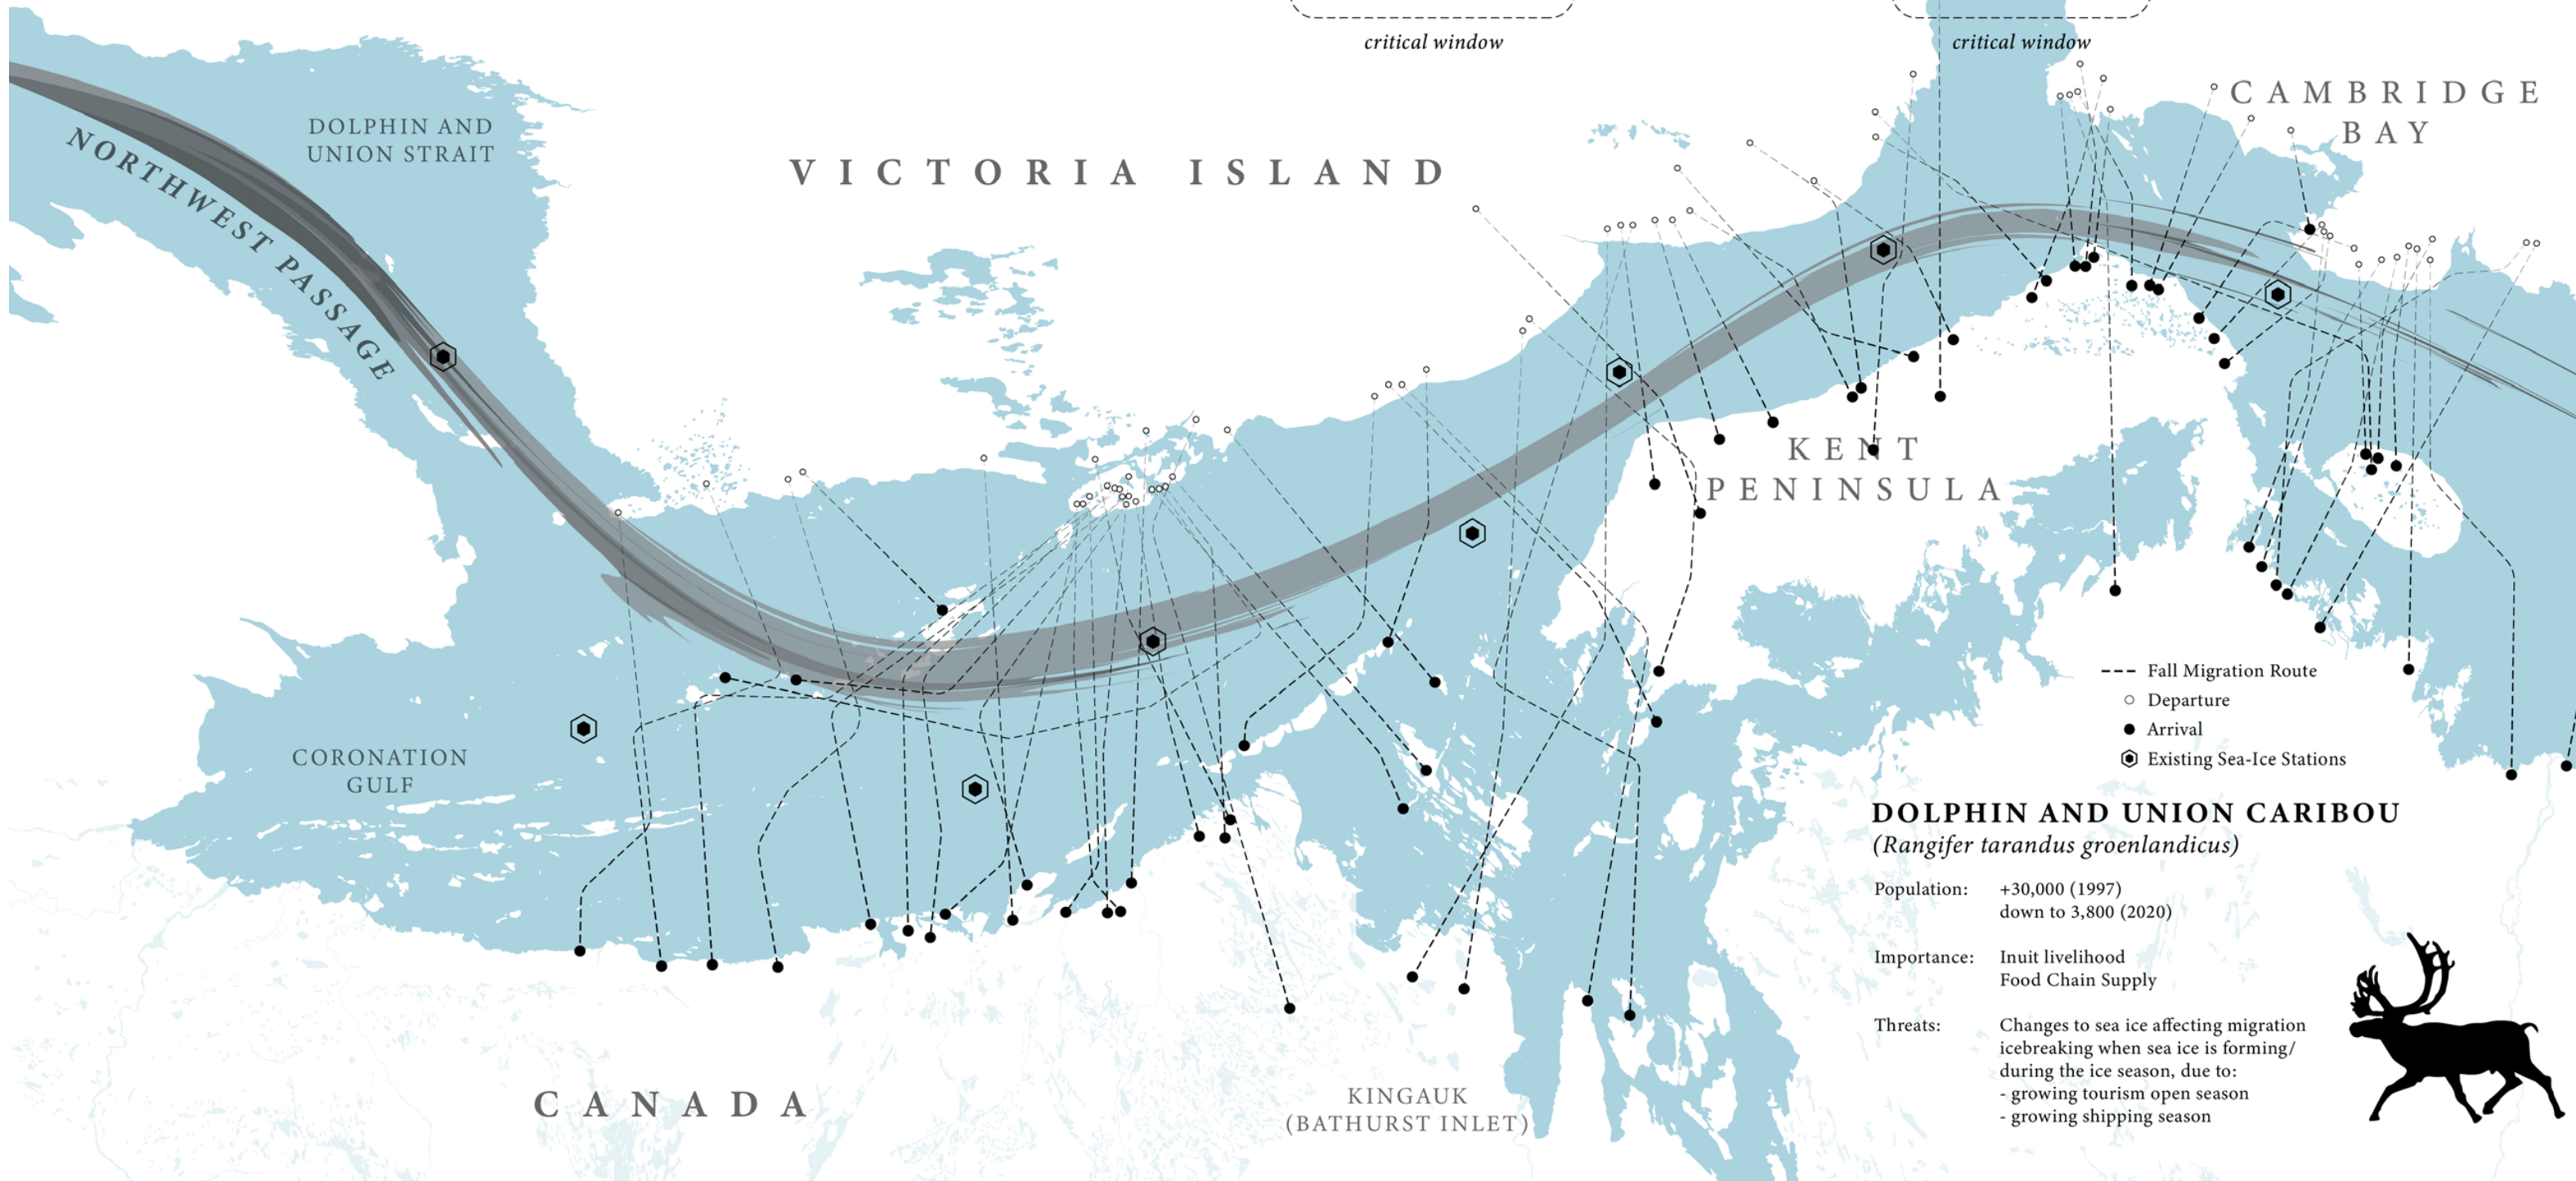 critical window
critical window
CAMBRIDGE
BAY
DOLPHIN AND
UNION STRAIT
NORTHWEST PASSAGE
VICTORIA ISLAND
KENT
PENINSULA
CORONATION
GULF
Fall Migration Route
Departure
Arrival
Existing Sea-Ice Stations
DOLPHIN AND UNION CARIBOU
(Rangifer tarandus groenlandicus)
Population: +30,000 (1997)
down to 3,800 (2020)
Importance: Inuit livelihood
Food Chain Supply
Threats: Changes to sea ice affecting migration
icebreaking when sea ice is forming/
during the ice season, due to:
- growing tourism open season
- growing shipping season
CANADA
KINGAUK
(BATHURST INLET)